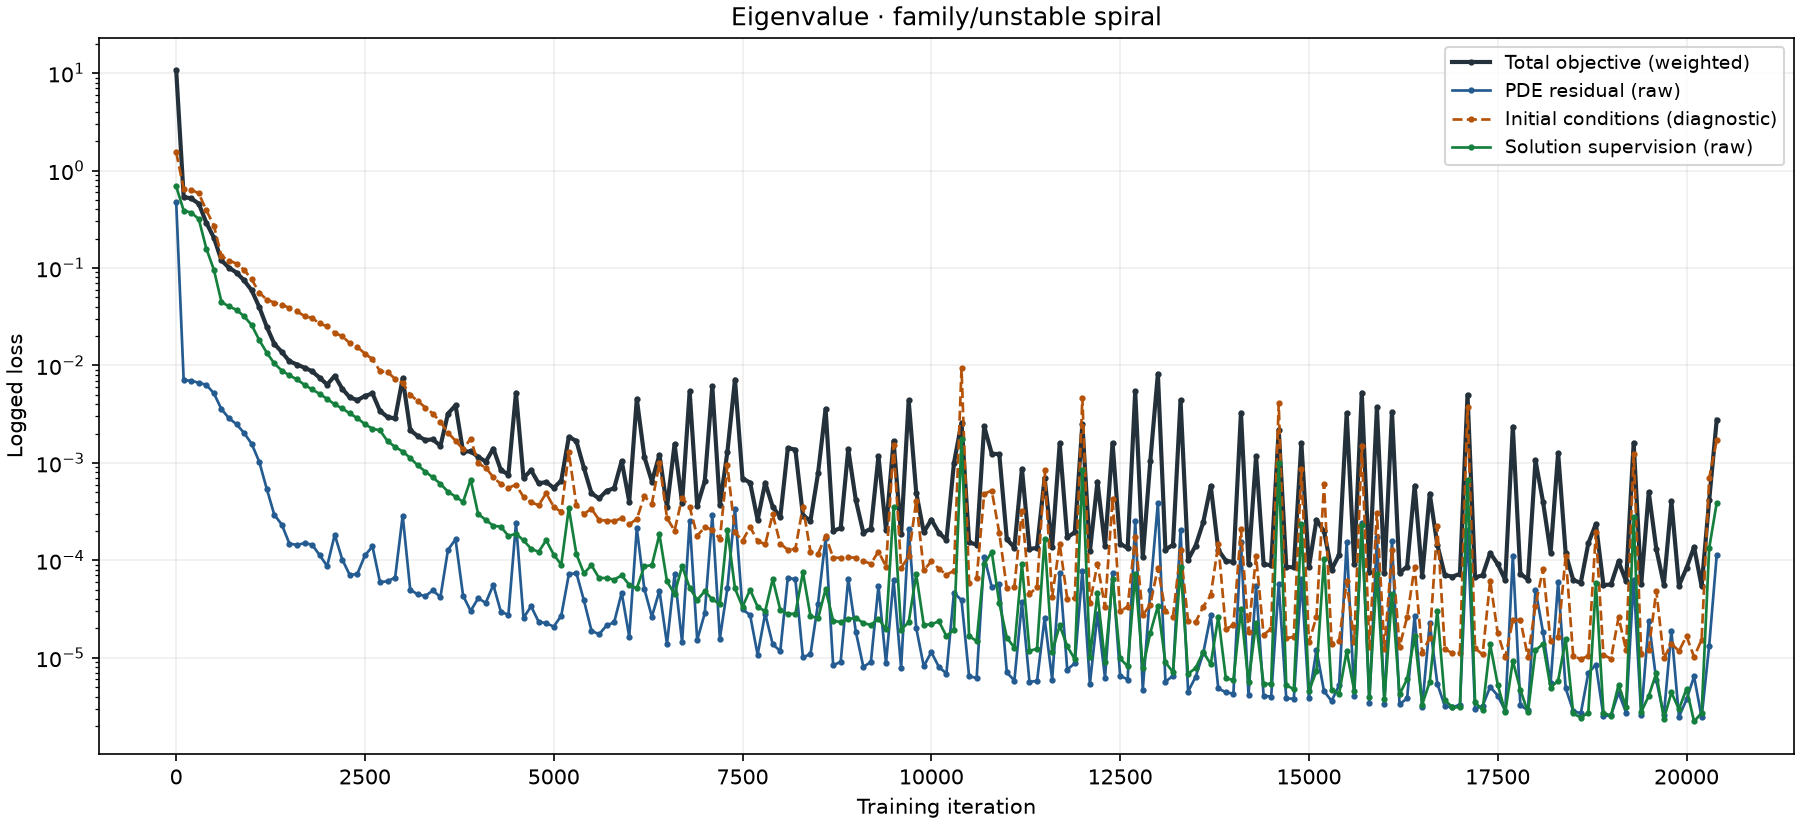 Eigenvalue · family/unstable spiral
Total objective (weighted)
PDE residual (raw)
Initial conditions (diagnostic)
Solution supervision (raw)
Logged loss
10¹
10⁰
10⁻¹
10⁻²
10⁻³
10⁻⁴
10⁻⁵
0 2500 5000 7500 10000 12500 15000 17500 20000
Training iteration